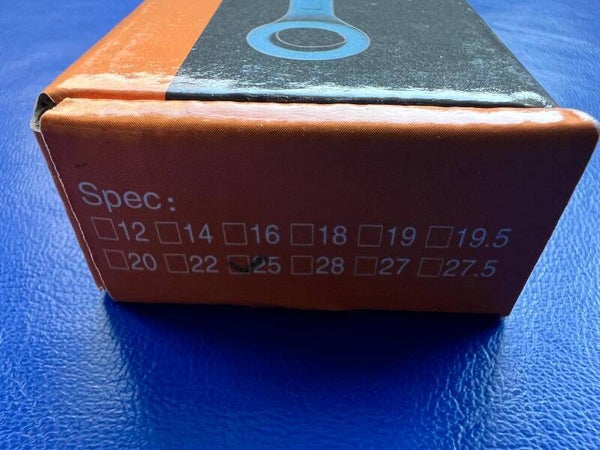 Spec:
☐12 ☐14 ☐16 ☐18 ☐19 ☐19.5
☐20 ☐22 ☑25 ☐28 ☐27 ☐27.5